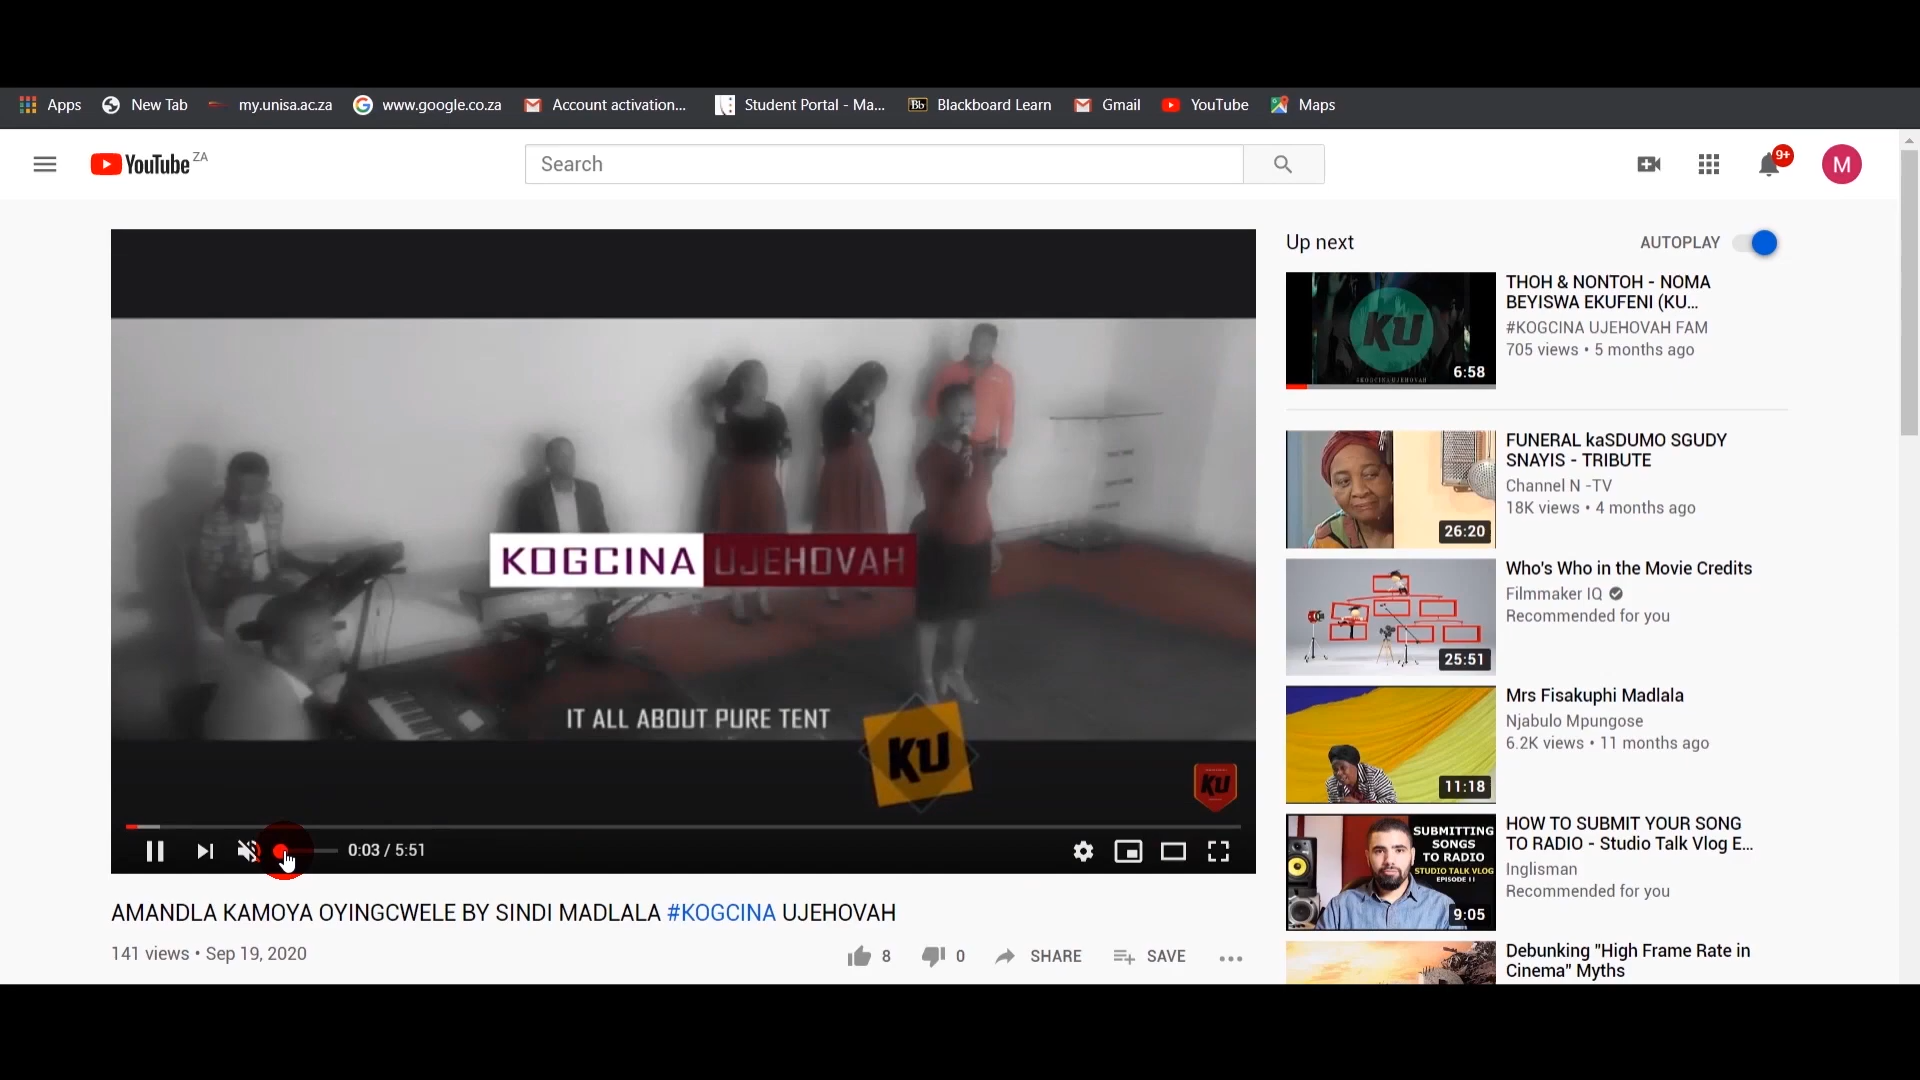 Apps New Tab my.unisa.ac.za www.google.co.za Account activation... Student Portal - Ma... Blackboard Learn Gmail YouTube Maps
YouTube ZA
Search
9+
M
KOGCINA UJEHOVAH
IT ALL ABOUT PURE TENT
KU
KU
0:03 / 5:51
AMANDLA KAMOYA OYINGCWELE BY SINDI MADLALA #KOGCINA UJEHOVAH
141 views • Sep 19, 2020
8 0 SHARE SAVE
Up next AUTOPLAY
KU
#KOGCINAUJEHOVAH
6:58
THOH & NONTOH - NOMA
BEYISWA EKUFENI (KU...
#KOGCINA UJEHOVAH FAM
705 views • 5 months ago
26:20
FUNERAL kaSDUMO SGUDY
SNAYIS - TRIBUTE
Channel N -TV
18K views • 4 months ago
25:51
Who's Who in the Movie Credits
Filmmaker IQ
Recommended for you
11:18
Mrs Fisakuphi Madlala
Njabulo Mpungose
6.2K views • 11 months ago
SUBMITTING
SONGS
TO RADIO
STUDIO TALK VLOG
EPISODE 11
9:05
HOW TO SUBMIT YOUR SONG
TO RADIO - Studio Talk Vlog E...
Inglisman
Recommended for you
Debunking "High Frame Rate in
Cinema" Myths